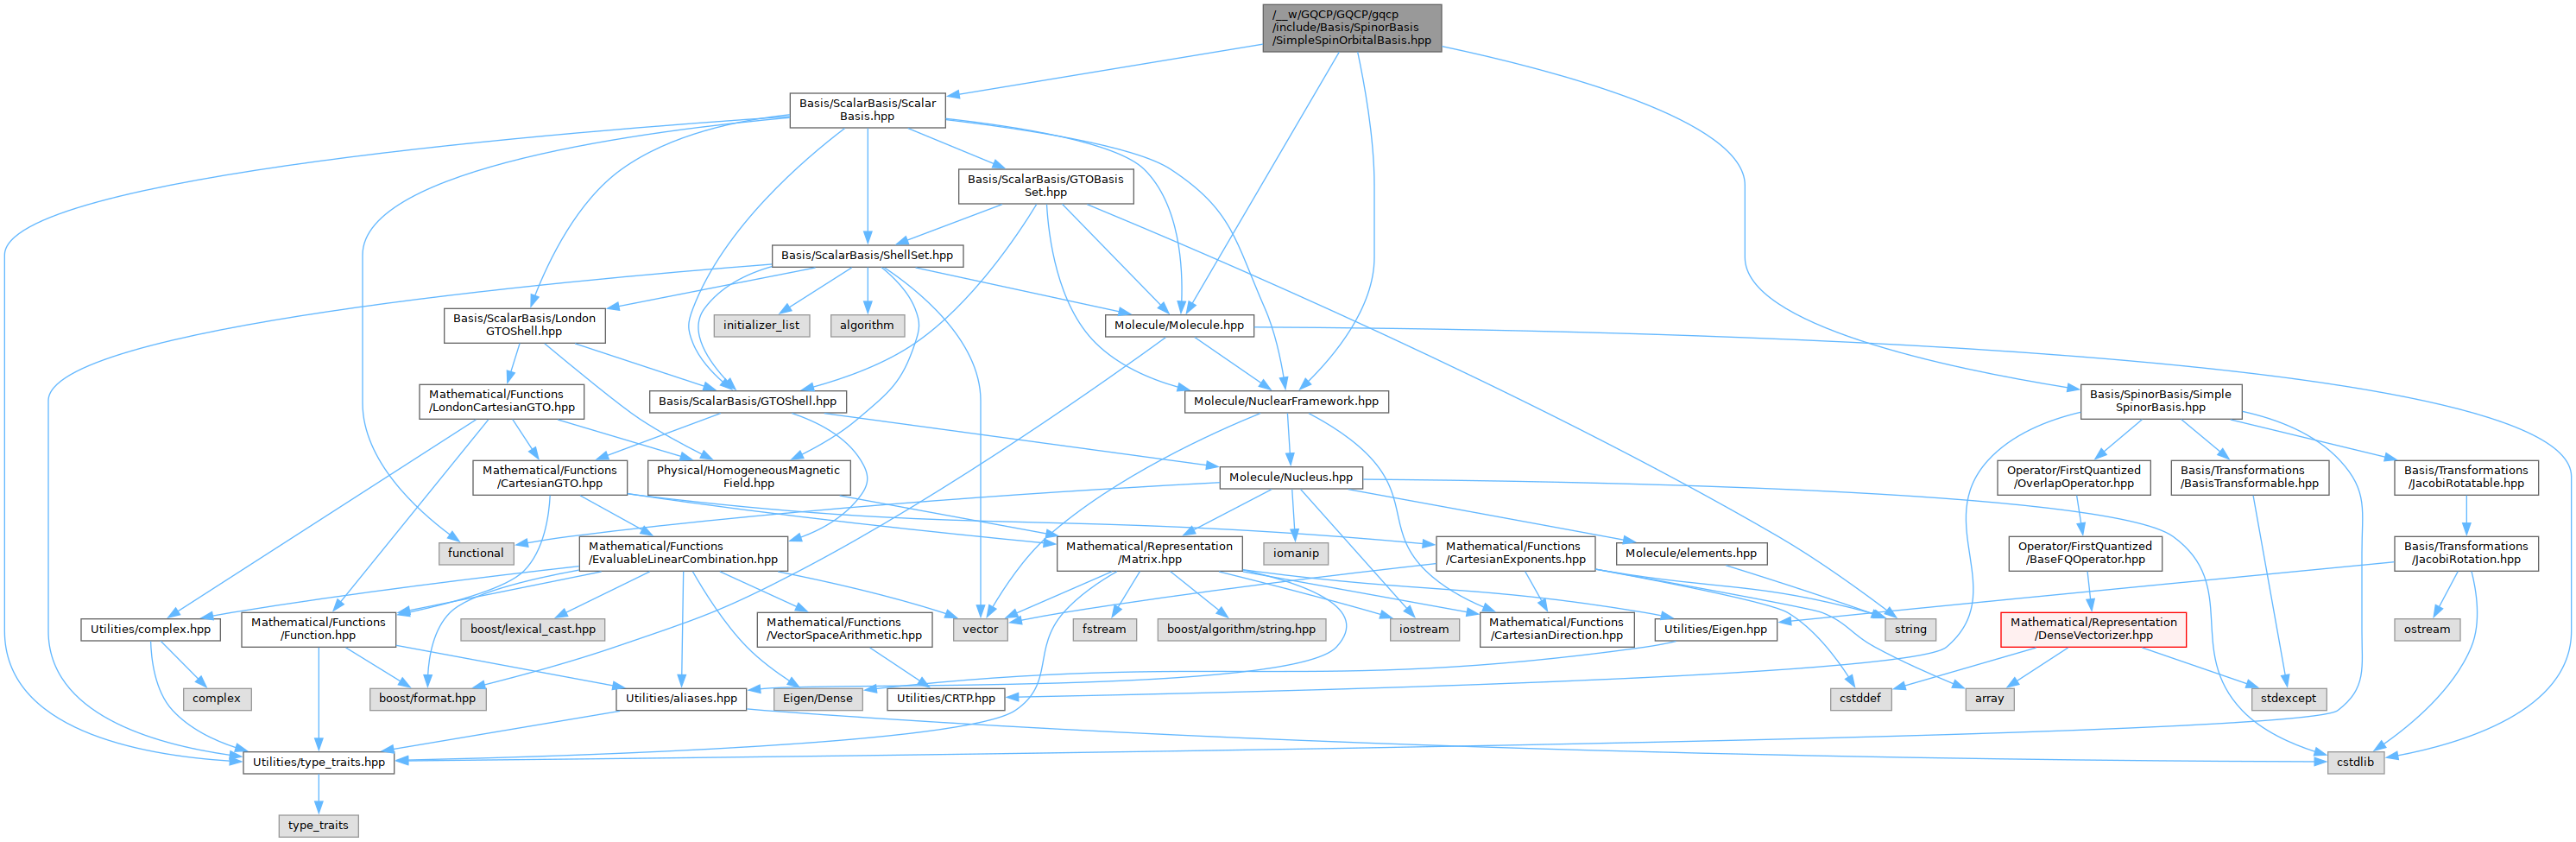 /__w/GQCP/GQCP/gqcp
/include/Basis/SpinorBasis
/SimpleSpinOrbitalBasis.hpp
Basis/ScalarBasis/Scalar
Basis.hpp
Basis/ScalarBasis/GTOBasis
Set.hpp
Basis/ScalarBasis/ShellSet.hpp
Basis/ScalarBasis/London
GTOShell.hpp
initializer_list
algorithm
Molecule/Molecule.hpp
Mathematical/Functions
/LondonCartesianGTO.hpp
Basis/ScalarBasis/GTOShell.hpp
Molecule/NuclearFramework.hpp
Basis/SpinorBasis/Simple
SpinorBasis.hpp
Mathematical/Functions
/CartesianGTO.hpp
Physical/HomogeneousMagnetic
Field.hpp
Molecule/Nucleus.hpp
Operator/FirstQuantized
/OverlapOperator.hpp
Basis/Transformations
/BasisTransformable.hpp
Basis/Transformations
/JacobiRotatable.hpp
functional
Mathematical/Functions
/EvaluableLinearCombination.hpp
Mathematical/Representation
/Matrix.hpp
iomanip
Mathematical/Functions
/CartesianExponents.hpp
Molecule/elements.hpp
Operator/FirstQuantized
/BaseFQOperator.hpp
Basis/Transformations
/JacobiRotation.hpp
Utilities/complex.hpp
Mathematical/Functions
/Function.hpp
boost/lexical_cast.hpp
Mathematical/Functions
/VectorSpaceArithmetic.hpp
vector
fstream
boost/algorithm/string.hpp
iostream
Mathematical/Functions
/CartesianDirection.hpp
Utilities/Eigen.hpp
string
Mathematical/Representation
/DenseVectorizer.hpp
ostream
complex
boost/format.hpp
Utilities/aliases.hpp
Eigen/Dense
Utilities/CRTP.hpp
cstddef
array
stdexcept
Utilities/type_traits.hpp
cstdlib
type_traits